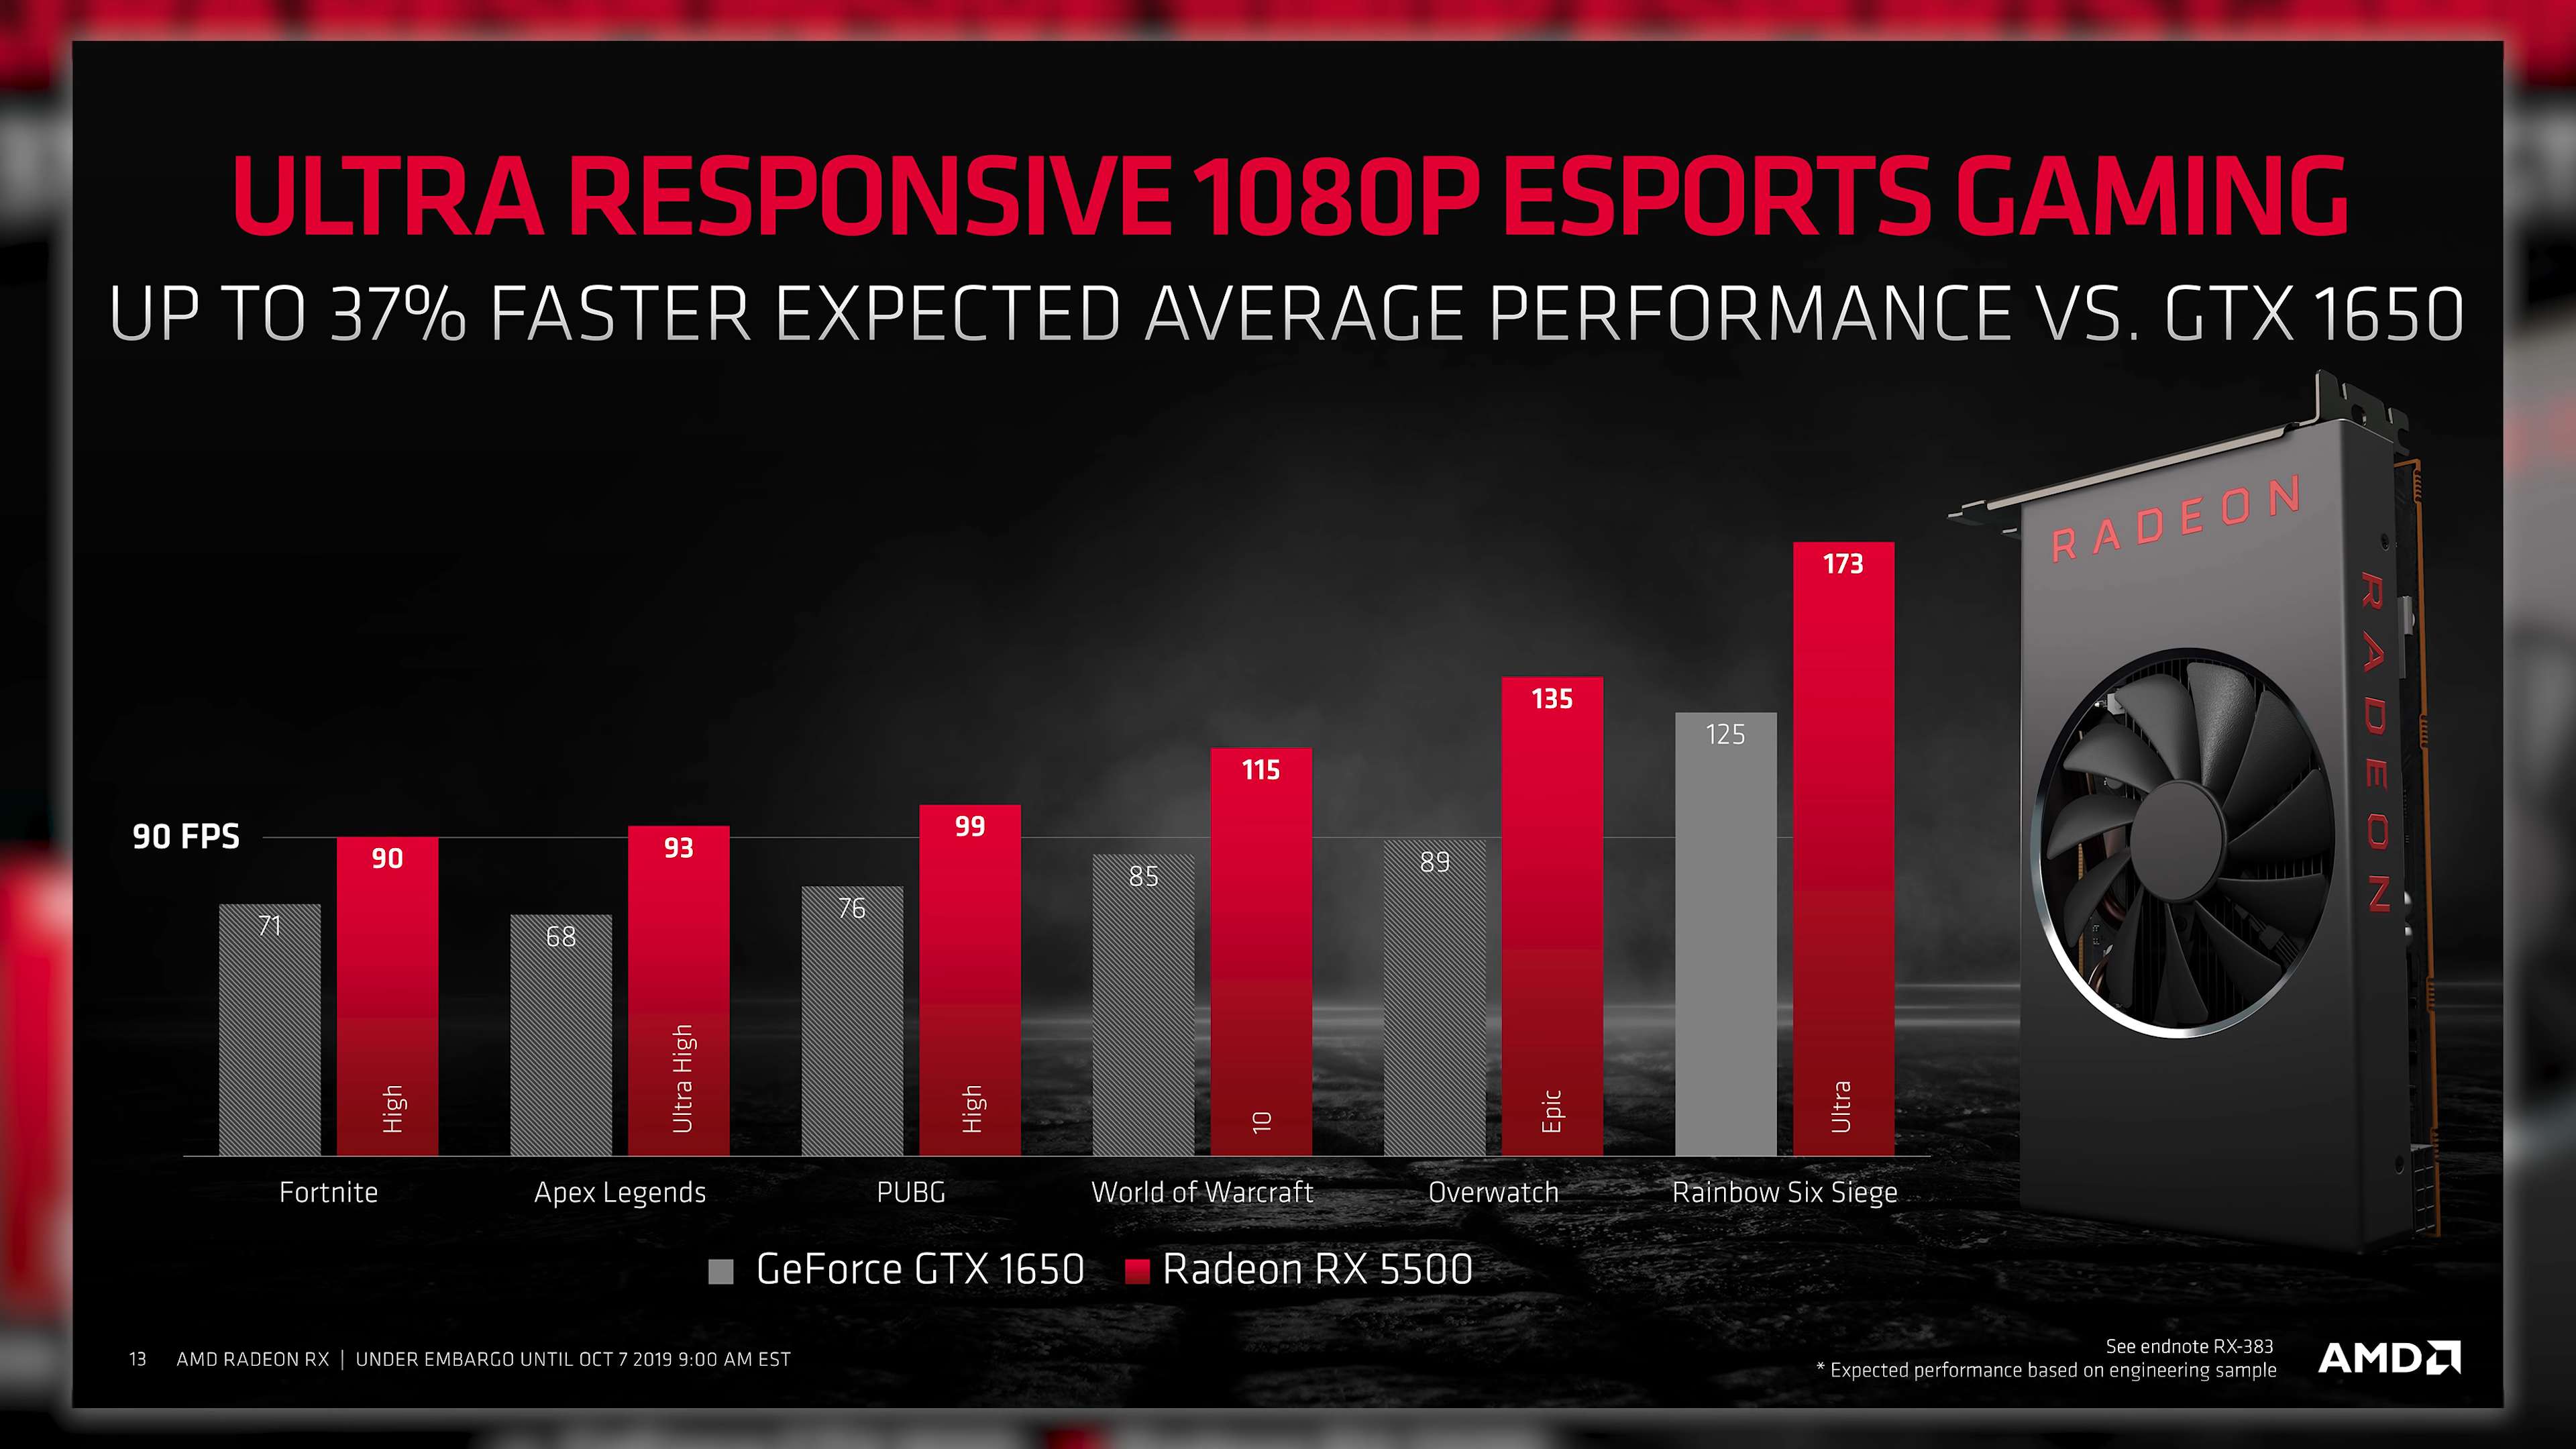 ULTRA RESPONSIVE 1080P ESPORTS GAMING
UP TO 37% FASTER EXPECTED AVERAGE PERFORMANCE VS. GTX 1650
RADEON
RADEON
90 FPS
71
90
High
68
93
Ultra High
76
99
High
85
115
10
89
135
Epic
125
173
Ultra
Fortnite
Apex Legends
PUBG
World of Warcraft
Overwatch
Rainbow Six Siege
GeForce GTX 1650
Radeon RX 5500
13 AMD RADEON RX | UNDER EMBARGO UNTIL OCT 7 2019 9:00 AM EST
See endnote RX-383
* Expected performance based on engineering sample
AMD